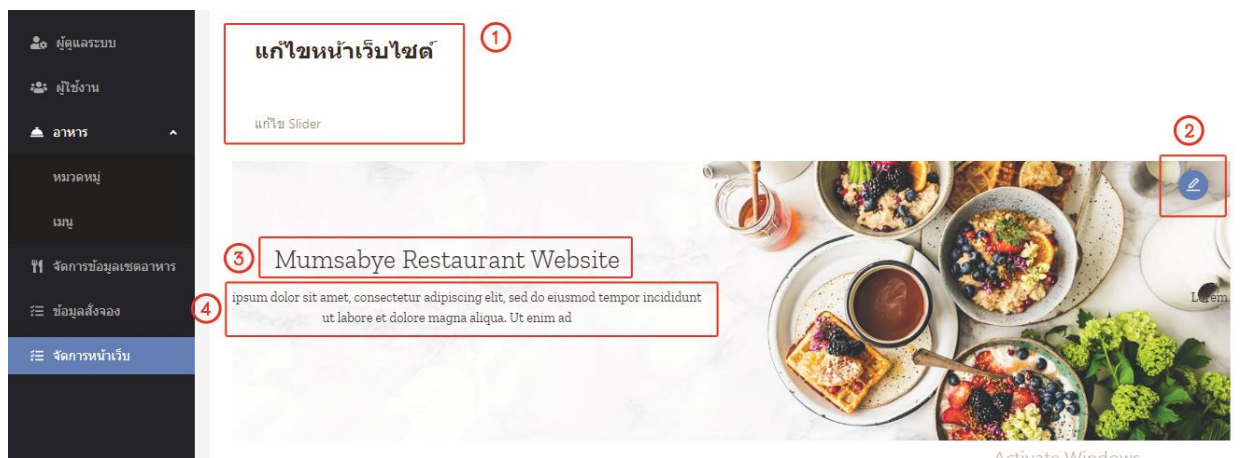 ผู้ดูแลระบบ
ผู้ใช้งาน
อาหาร
หมวดหมู่
เมนู
จัดการข้อมูลเซตอาหาร
ข้อมูลสั่งจอง
จัดการหน้าเว็บ
แก้ไขหน้าเว็บไซต์
1
แก้ไข Slider
2
3
Mumsabye Restaurant Website
4
Lorem
ipsum dolor sit amet, consectetur adipiscing elit, sed do eiusmod tempor incididunt
ut labore et dolore magna aliqua. Ut enim ad
Activate Windows